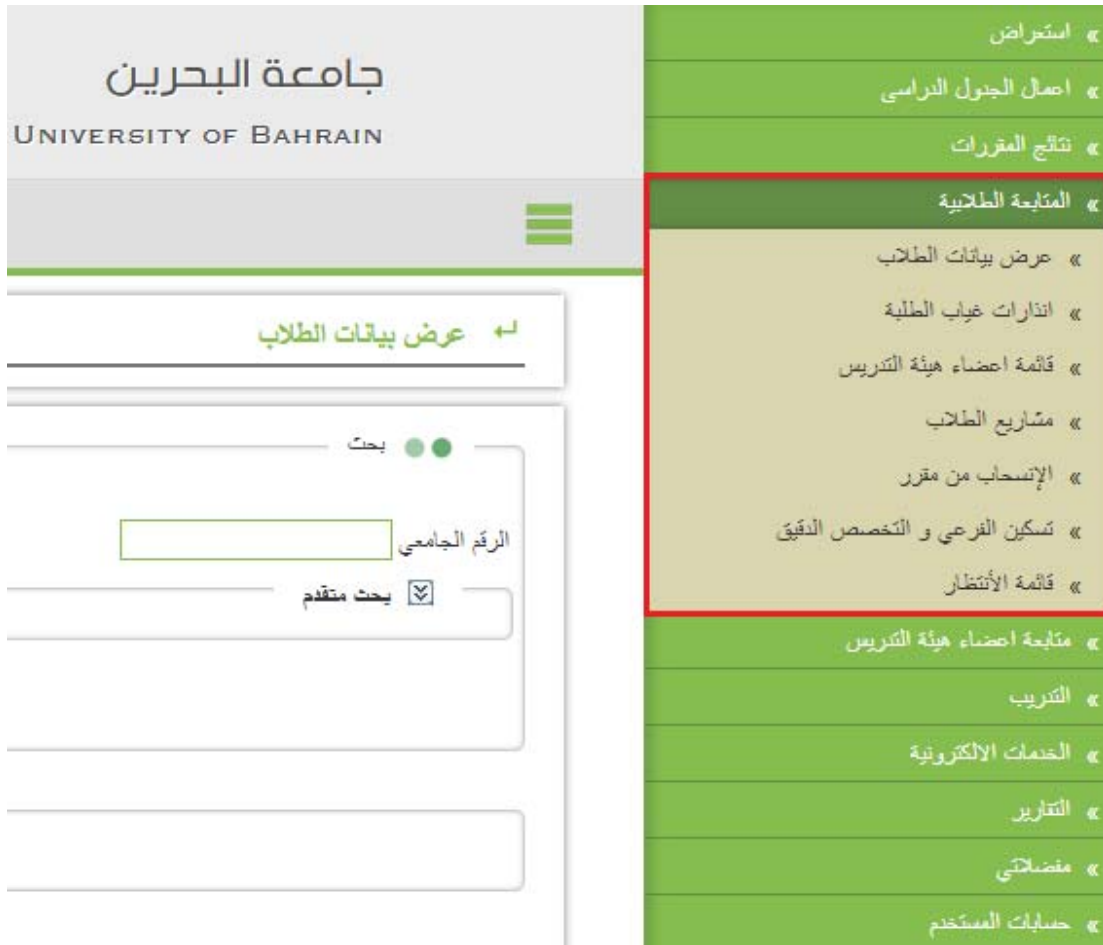 » استعراض
» اعمال الجدول الدراسى
» نتائج المقررات
» المتابعة الطلابية
» عرض بيانات الطلاب
» انذارات غياب الطلبة
» قائمة اعضاء هيئة التدريس
» مشاريع الطلاب
» الإنسحاب من مقرر
» تسكين الفرعي و التخصص الدقيق
» قائمة الأنتظار
» متابعة اعضاء هيئة التدريس
» التدريب
» الخدمات الالكترونية
» التقارير
» مفضلاتي
» حسابات المستخدم
جامعة البحرين
UNIVERSITY OF BAHRAIN
عرض بيانات الطلاب
بحث
الرقم الجامعي
بحث متقدم